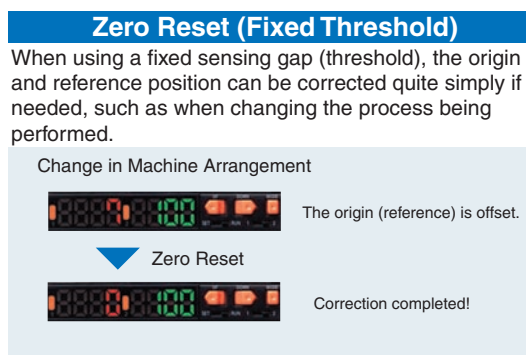 Zero Reset (Fixed Threshold)
When using a fixed sensing gap (threshold), the origin
and reference position can be corrected quite simply if
needed, such as when changing the process being
performed.
Change in Machine Arrangement
7 100
The origin (reference) is offset.
Zero Reset
0 100
Correction completed!